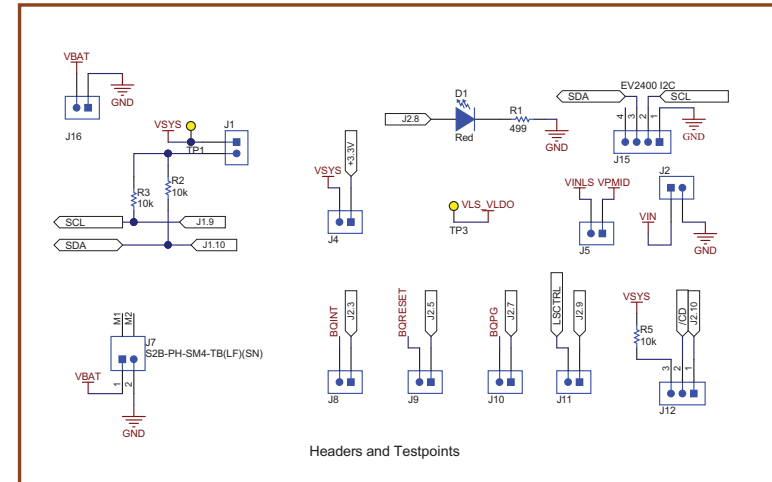 VBAT
GND
J16
VSYS
TP1
J1
R3
10k
R2
10k
SCL
J1.9
SDA
J1.10
VSYS
+3.3V
J4
D1
J2.8
Red
R1
499
GND
EV2400 I2C
SDA
SCL
4
3
2
1
J15
GND
VLS_VLDO
TP3
VINLS
VPMID
J5
J2
VIN
GND
M1
M2
J7
S2B-PH-SM4-TB(LF)(SN)
VBAT
1
2
GND
BQINT
J2.3
J8
BQRESET
J2.5
J9
BQPG
J2.7
J10
LSCTRL
J2.9
J11
VSYS
R5
10k
/CD
J2.10
3
2
1
J12
Headers and Testpoints